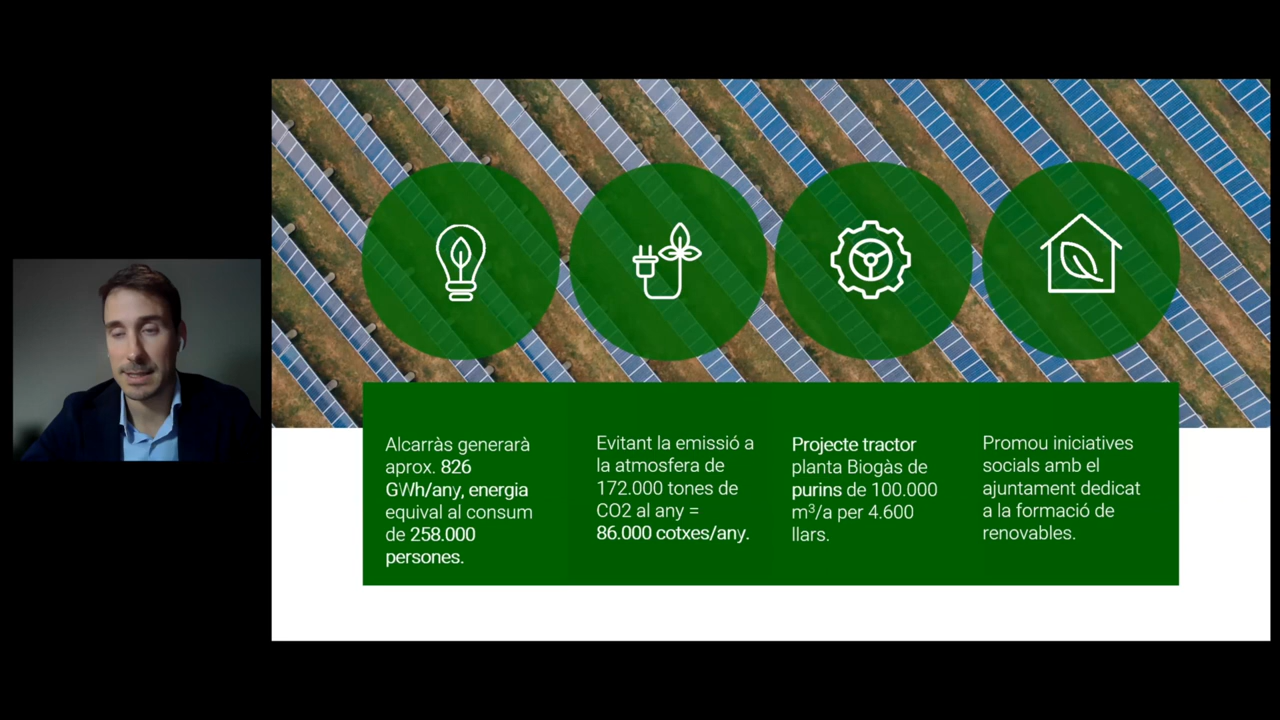 Alcarràs generarà
aprox. 826
GWh/any, energia
equival al consum
de 258.000
persones.
Evitant la emissió a
la atmosfera de
172.000 tones de
CO2 al any =
86.000 cotxes/any.
Projecte tractor
planta Biogàs de
purins de 100.000
m³/a per 4.600
llars.
Promou iniciatives
socials amb el
ajuntament dedicat
a la formació de
renovables.